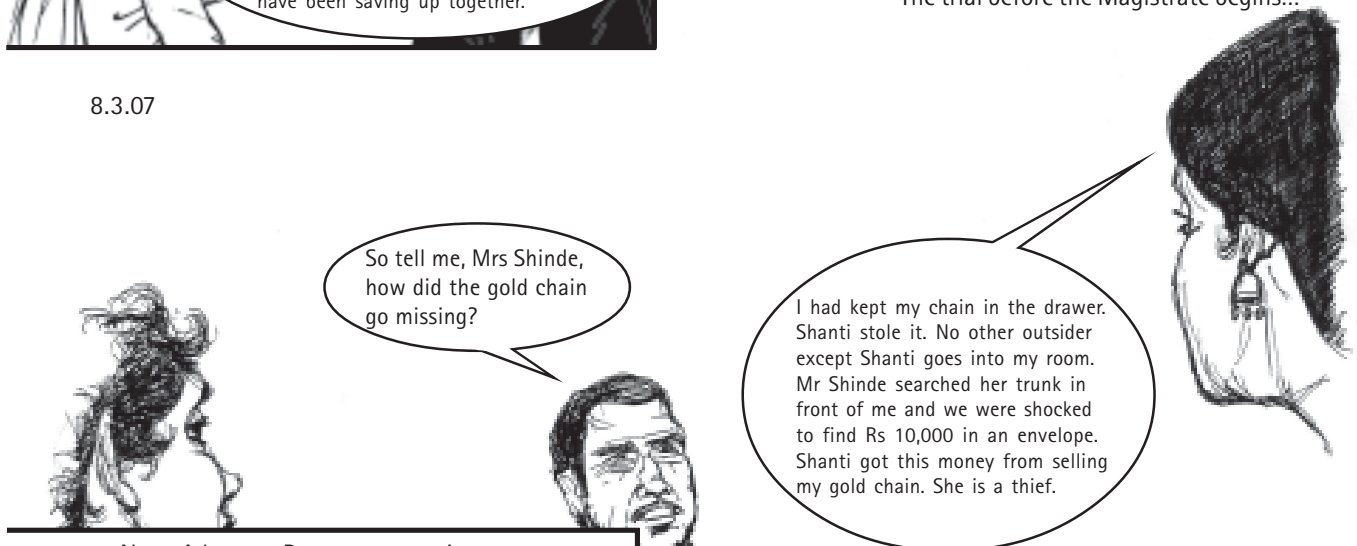 have been saving up together.
The trial before the Magistrate begins...
8.3.07
So tell me, Mrs Shinde,
how did the gold chain
go missing?
I had kept my chain in the drawer.
Shanti stole it. No other outsider
except Shanti goes into my room.
Mr Shinde searched her trunk in
front of me and we were shocked
to find Rs 10,000 in an envelope.
Shanti got this money from selling
my gold chain. She is a thief.